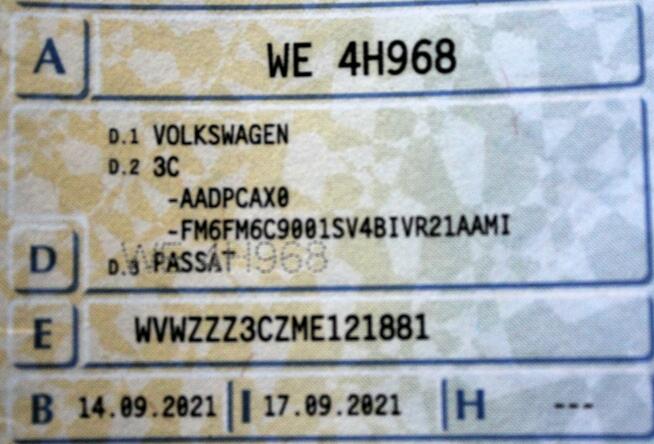 A WE 4H968
D.1 VOLKSWAGEN
D.2 3C
-AADPCAX0
-FM6FM6C9001SV4BIVR21AAMI
D D.3 PASSAT
WE 4H968
E WVWZZZ3CZME121881
B 14.09.2021 I 17.09.2021 H ---